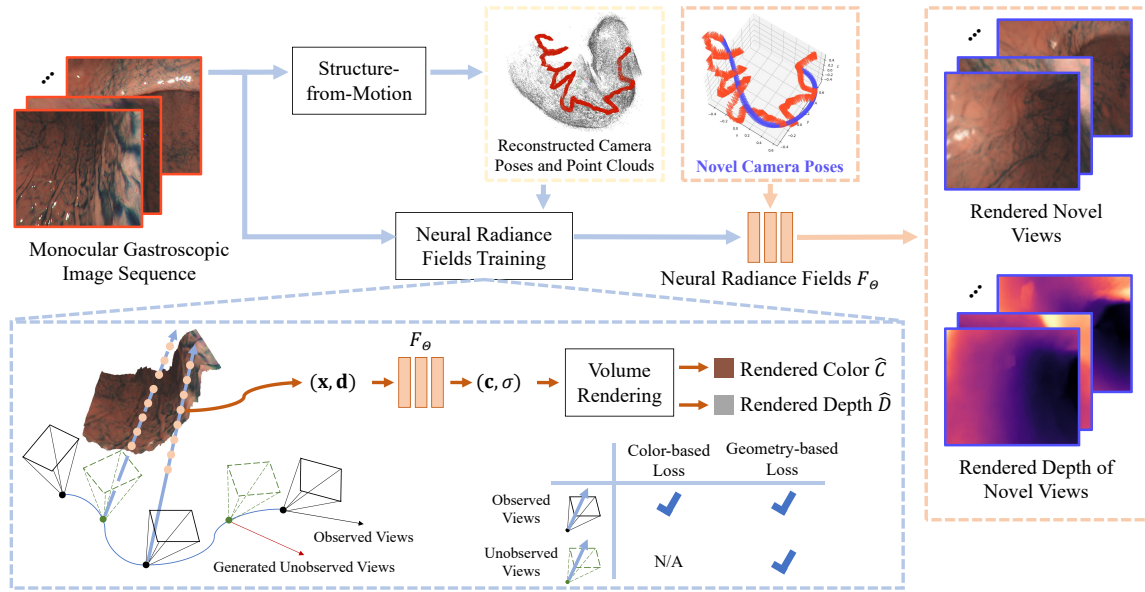 Structure-
from-Motion
Reconstructed Camera
Poses and Point Clouds
Novel Camera Poses
Monocular Gastroscopic
Image Sequence
Neural Radiance
Fields Training
Neural Radiance Fields F_Θ
Rendered Novel
Views
Rendered Depth of
Novel Views
F_Θ
(x, d)
(c, σ)
Volume
Rendering
Rendered Color Ĉ
Rendered Depth D̂
Observed Views
Generated Unobserved Views
Color-based
Loss
Geometry-based
Loss
Observed
Views
Unobserved
Views
N/A